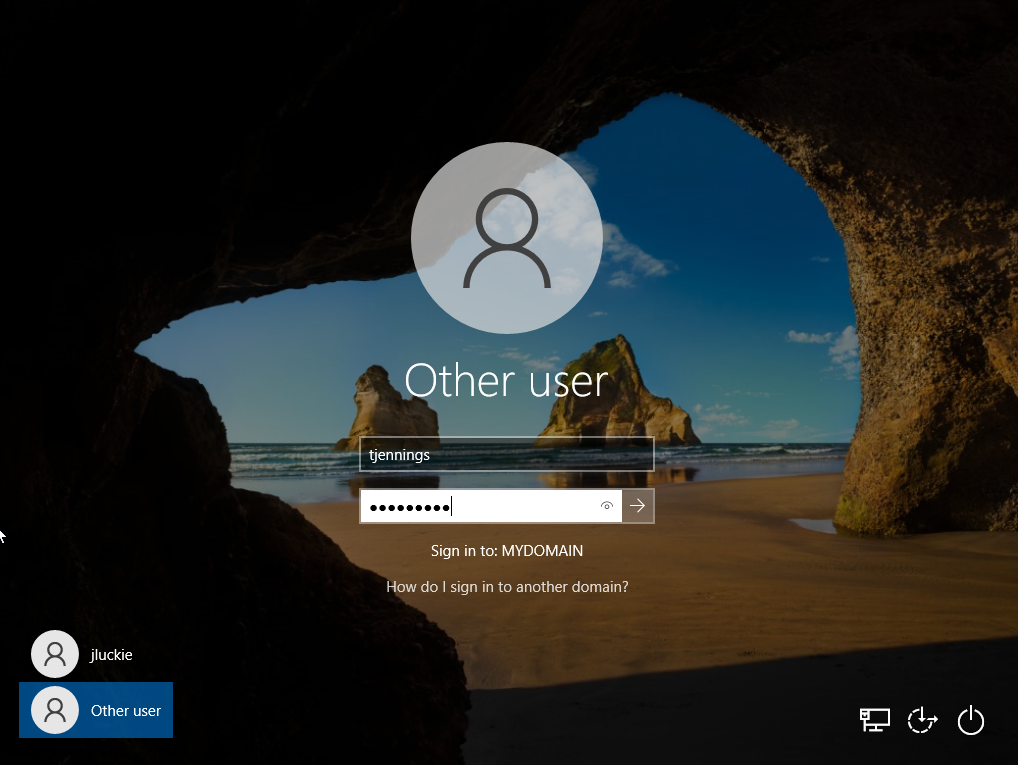 Other user
tjennings
Sign in to: MYDOMAIN
How do I sign in to another domain?
jluckie
Other user